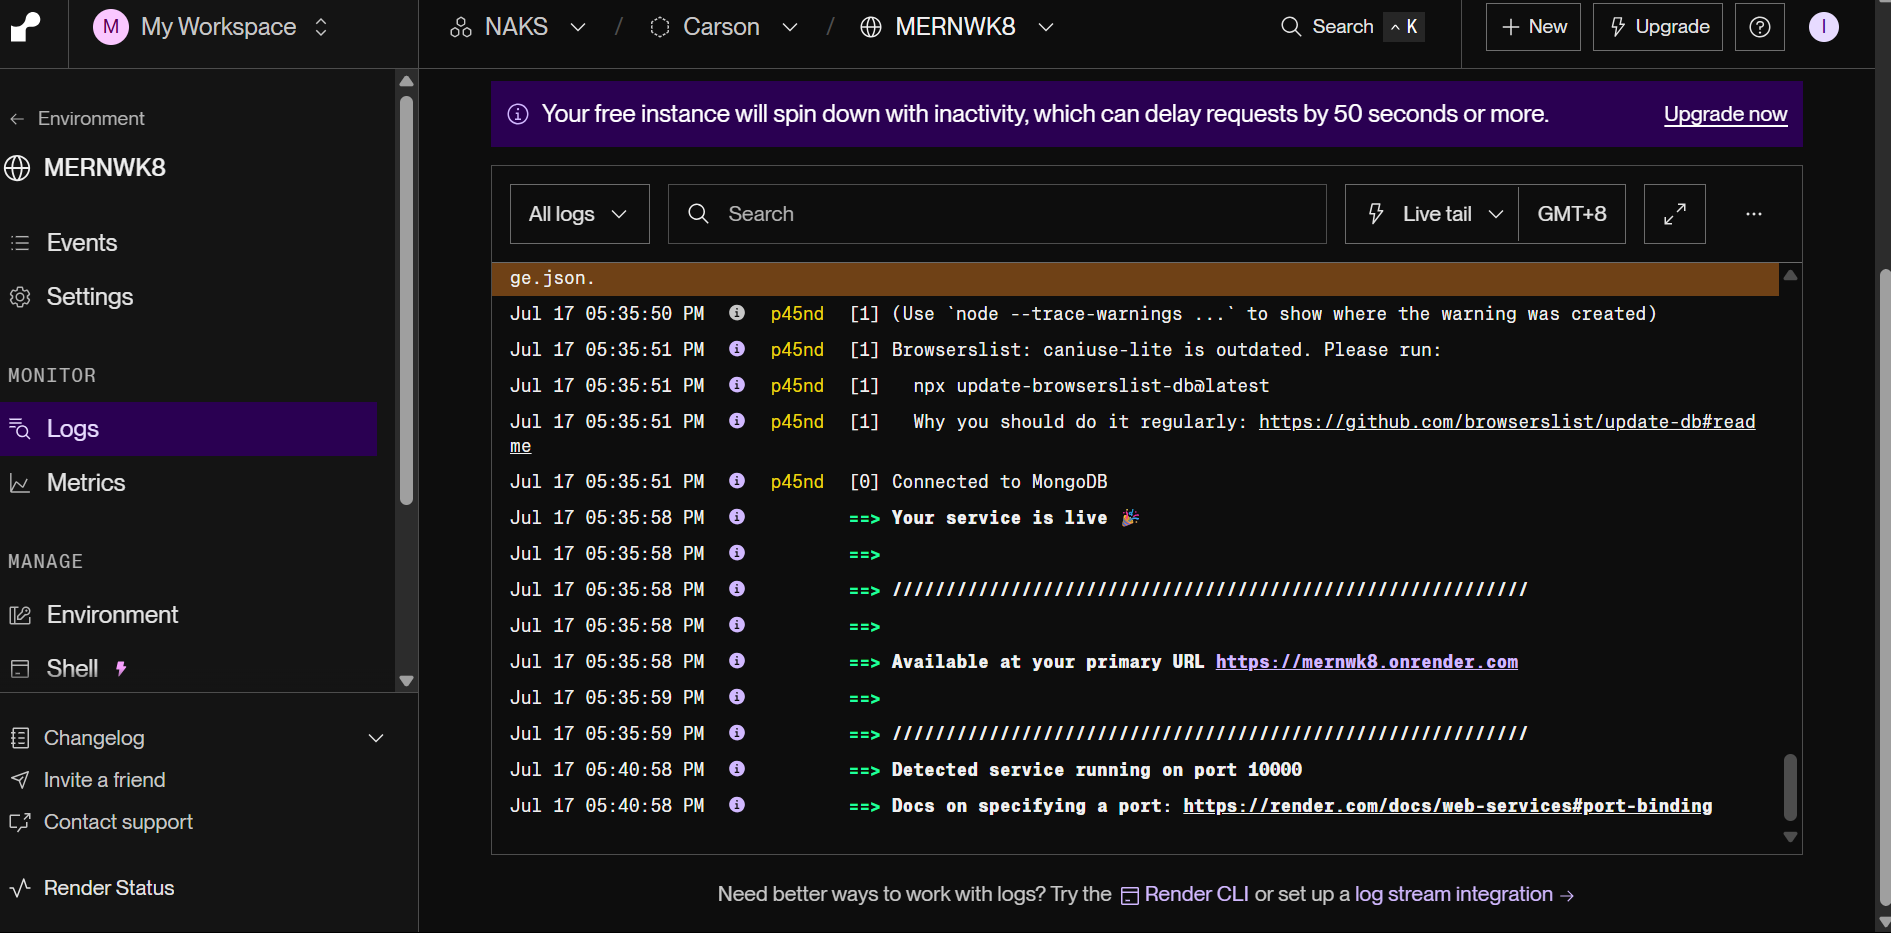 M My Workspace
NAKS / Carson / MERNWK8
Search ^ K
+ New
Upgrade
I
← Environment
MERNWK8
Events
Settings
MONITOR
Logs
Metrics
MANAGE
Environment
Shell
Changelog
Invite a friend
Contact support
Render Status
Your free instance will spin down with inactivity, which can delay requests by 50 seconds or more.
Upgrade now
All logs
Search
Live tail
GMT+8
...
ge.json.
Jul 17 05:35:50 PM p45nd [1] (Use `node --trace-warnings ...` to show where the warning was created)
Jul 17 05:35:51 PM p45nd [1] Browserslist: caniuse-lite is outdated. Please run:
Jul 17 05:35:51 PM p45nd [1]   npx update-browserslist-db@latest
Jul 17 05:35:51 PM p45nd [1]   Why you should do it regularly: https://github.com/browserslist/update-db#read
me
Jul 17 05:35:51 PM p45nd [0] Connected to MongoDB
Jul 17 05:35:58 PM ==> Your service is live 🎉
Jul 17 05:35:58 PM ==>
Jul 17 05:35:58 PM ==> ///////////////////////////////////////////////////////////
Jul 17 05:35:58 PM ==>
Jul 17 05:35:58 PM ==> Available at your primary URL https://mernwk8.onrender.com
Jul 17 05:35:59 PM ==>
Jul 17 05:35:59 PM ==> ///////////////////////////////////////////////////////////
Jul 17 05:40:58 PM ==> Detected service running on port 10000
Jul 17 05:40:58 PM ==> Docs on specifying a port: https://render.com/docs/web-services#port-binding
Need better ways to work with logs? Try the Render CLI or set up a log stream integration →